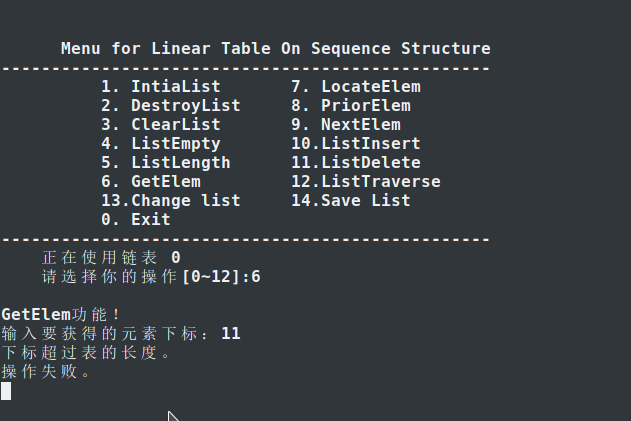 Menu for Linear Table On Sequence Structure
-------------------------------------------------
1. IntiaList 7. LocateElem
2. DestroyList 8. PriorElem
3. ClearList 9. NextElem
4. ListEmpty 10.ListInsert
5. ListLength 11.ListDelete
6. GetElem 12.ListTraverse
13.Change list 14.Save List
0. Exit
-------------------------------------------------
正在使用链表 0
请选择你的操作[0~12]:6
GetElem功能！
输入要获得的元素下标：11
下标超过表的长度。
操作失败。